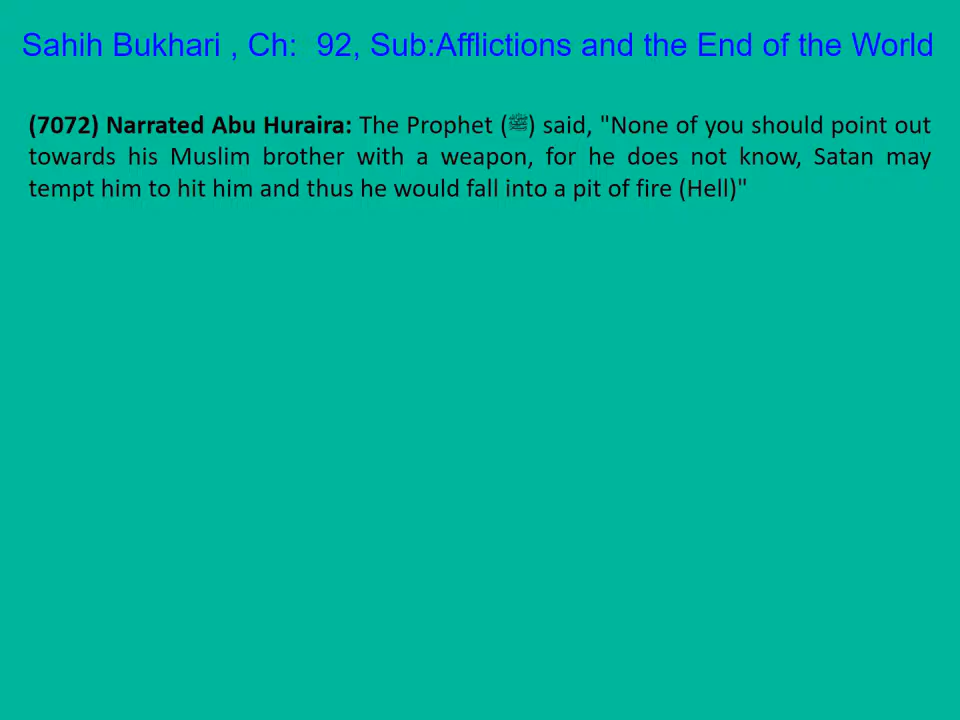 Sahih Bukhari , Ch:  92, Sub:Afflictions and the End of the World
(7072) Narrated Abu Huraira: The Prophet (ﷺ) said, "None of you should point out
towards his Muslim brother with a weapon, for he does not know, Satan may
tempt him to hit him and thus he would fall into a pit of fire (Hell)"